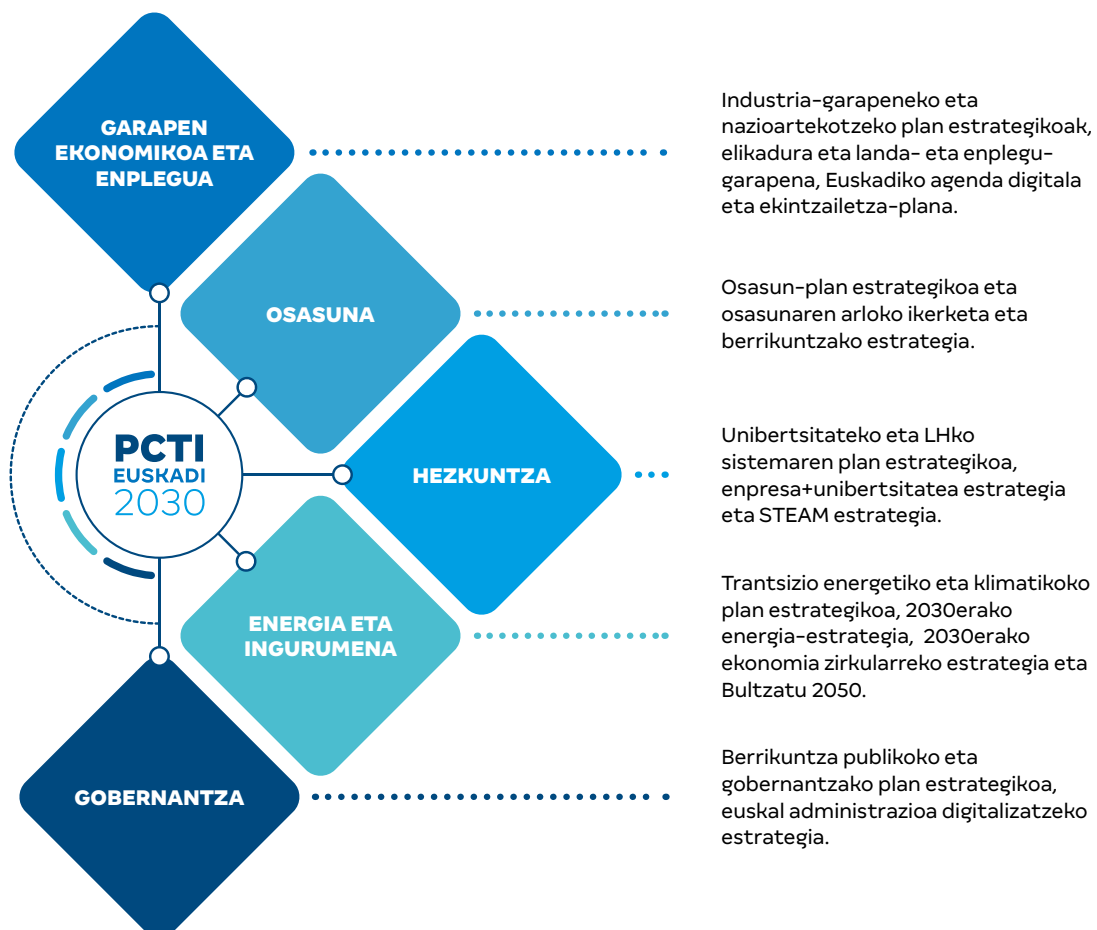 GARAPEN
EKONOMIKOA ETA
ENPLEGUA
Industria-garapeneko eta
nazioartekotzeko plan estrategikoak,
elikadura eta landa- eta enplegu-
garapena, Euskadiko agenda digitala
eta ekintzailetza-plana.
OSASUNA
Osasun-plan estrategikoa eta
osasunaren arloko ikerketa eta
berrikuntzako estrategia.
PCTI
EUSKADI
2030
HEZKUNTZA
Unibertsitateko eta LHko
sistemaren plan estrategikoa,
enpresa+unibertsitatea estrategia
eta STEAM estrategia.
ENERGIA ETA
INGURUMENA
Trantsizio energetiko eta klimatikoko
plan estrategikoa, 2030erako
energia-estrategia, 2030erako
ekonomia zirkularreko estrategia eta
Bultzatu 2050.
GOBERNANTZA
Berrikuntza publikoko eta
gobernantzako plan estrategikoa,
euskal administrazioa digitalizatzeko
estrategia.